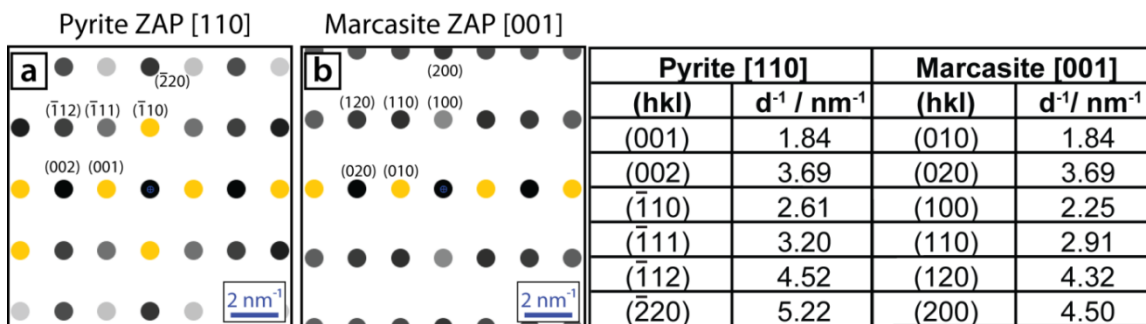 Pyrite ZAP [110]
Marcasite ZAP [001]
a
(2̅20)
(1̅12) (1̅11) (1̅10)
(002) (001)
2 nm⁻¹
b
(200)
(120) (110) (100)
(020) (010)
2 nm⁻¹
Pyrite [110] Marcasite [001]
(hkl) d⁻¹ / nm⁻¹ (hkl) d⁻¹/ nm⁻¹
(001) 1.84 (010) 1.84
(002) 3.69 (020) 3.69
(1̅10) 2.61 (100) 2.25
(1̅11) 3.20 (110) 2.91
(1̅12) 4.52 (120) 4.32
(2̅20) 5.22 (200) 4.50